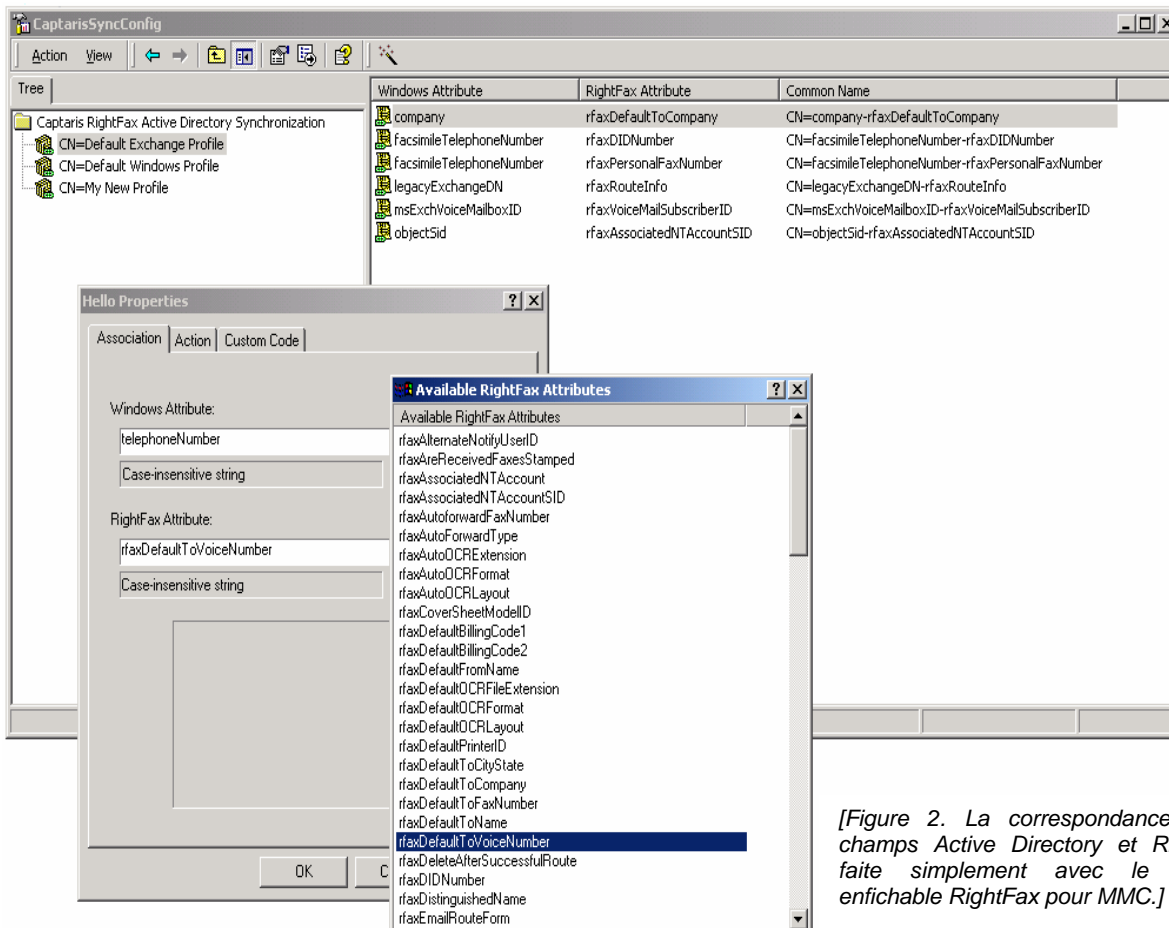 CaptarisSyncConfig
Action View
Tree
Captaris RightFax Active Directory Synchronization
CN=Default Exchange Profile
CN=Default Windows Profile
CN=My New Profile
Windows Attribute RightFax Attribute Common Name
company rfaxDefaultToCompany CN=company-rfaxDefaultToCompany
facsimileTelephoneNumber rfaxDIDNumber CN=facsimileTelephoneNumber-rfaxDIDNumber
facsimileTelephoneNumber rfaxPersonalFaxNumber CN=facsimileTelephoneNumber-rfaxPersonalFaxNumber
legacyExchangeDN rfaxRouteInfo CN=legacyExchangeDN-rfaxRouteInfo
msExchVoiceMailboxID rfaxVoiceMailSubscriberID CN=msExchVoiceMailboxID-rfaxVoiceMailSubscriberID
objectSid rfaxAssociatedNTAccountSID CN=objectSid-rfaxAssociatedNTAccountSID
Hello Properties
Association Action Custom Code
Windows Attribute:
telephoneNumber
Case-insensitive string
RightFax Attribute:
rfaxDefaultToVoiceNumber
Case-insensitive string
OK C
Available RightFax Attributes
Available RightFax Attributes
rfaxAlternateNotifyUserID
rfaxAreReceivedFaxesStamped
rfaxAssociatedNTAccount
rfaxAssociatedNTAccountSID
rfaxAutoforwardFaxNumber
rfaxAutoForwardType
rfaxAutoOCRExtension
rfaxAutoOCRFormat
rfaxAutoOCRLayout
rfaxCoverSheetModelID
rfaxDefaultBillingCode1
rfaxDefaultBillingCode2
rfaxDefaultFromName
rfaxDefaultOCRFileExtension
rfaxDefaultOCRFormat
rfaxDefaultOCRLayout
rfaxDefaultPrinterID
rfaxDefaultToCityState
rfaxDefaultToCompany
rfaxDefaultToFaxNumber
rfaxDefaultToName
rfaxDefaultToVoiceNumber
rfaxDeleteAfterSuccessfulRoute
rfaxDIDNumber
rfaxDistinguishedName
rfaxEmailRouteForm
[Figure 2. La correspondance
champs Active Directory et R
faite simplement avec le
enfichable RightFax pour MMC.]